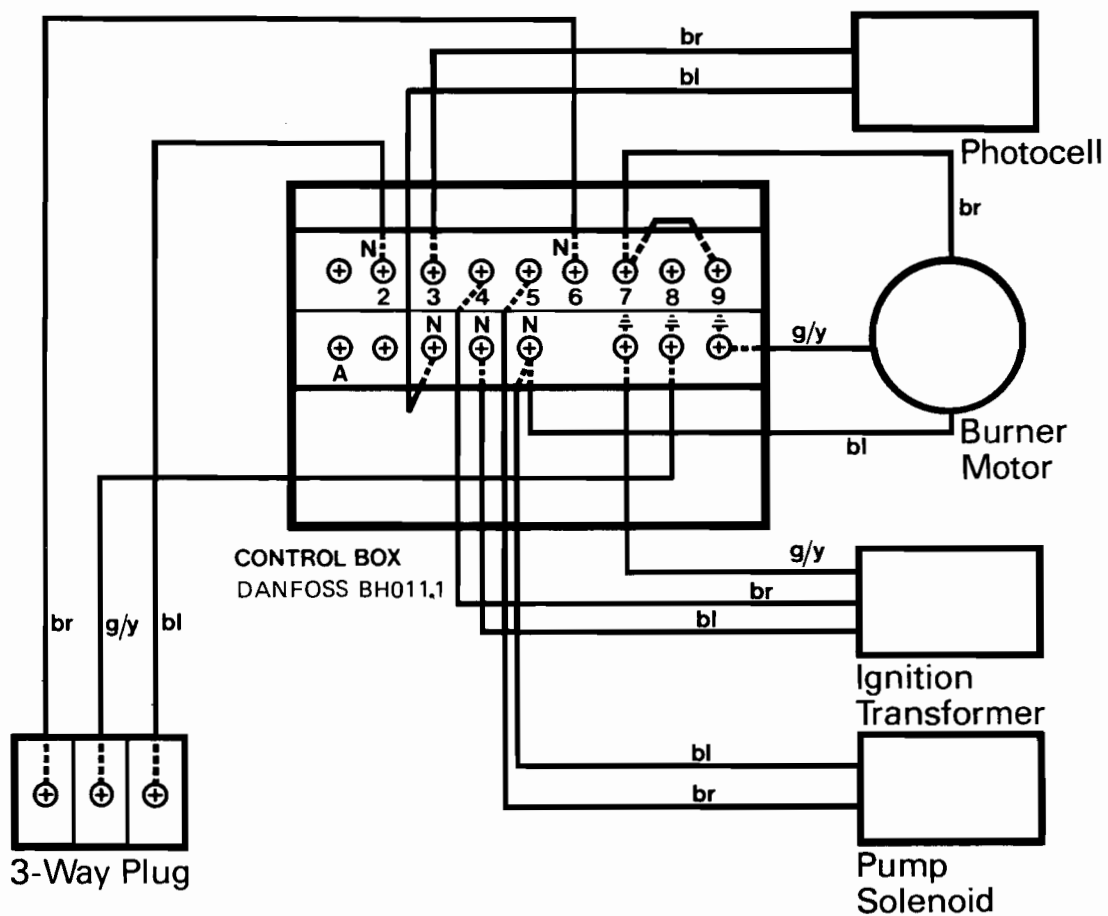 br
bl
Photocell
br
N
N
2
3
4
5
6
7
8
9
N
N
N
A
g/y
Burner
Motor
bl
CONTROL BOX
DANFOSS BH011.1
g/y
br
bl
br
g/y
bl
Ignition
Transformer
bl
br
3-Way Plug
Pump
Solenoid